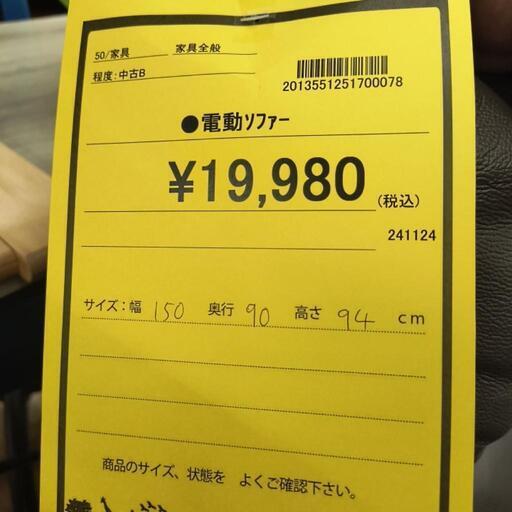 50/家具 家具全般
程度:中古B
2013551251700078
●電動ソファー
¥19,980(税込)
241124
サイズ:幅 150 奥行 90 高さ 94 cm
商品のサイズ、状態を よくご確認下さい。